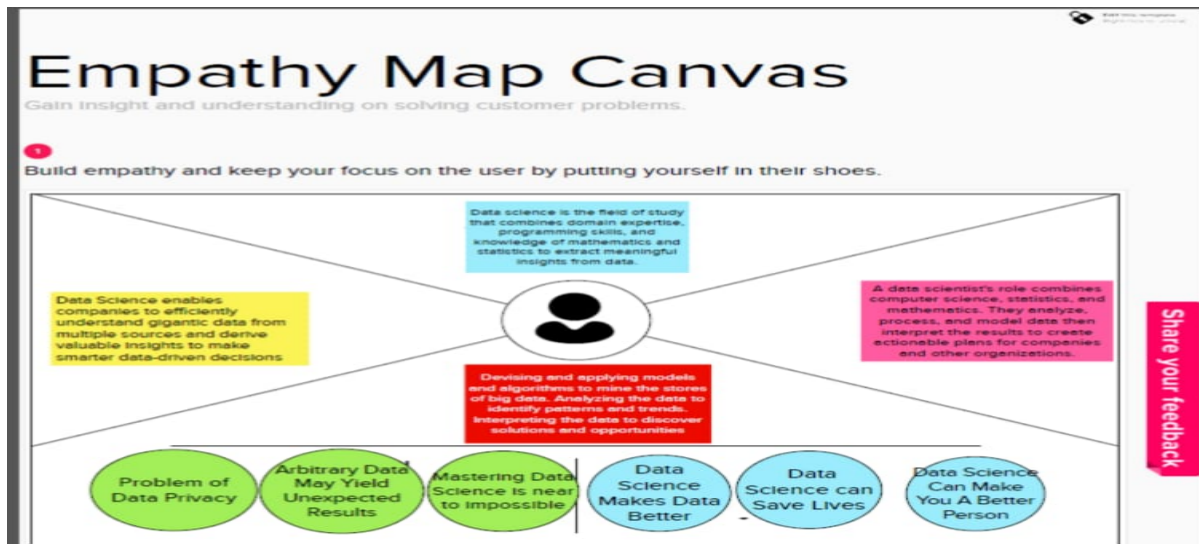 Empathy Map Canvas
Gain insight and understanding on solving customer problems.
1
Build empathy and keep your focus on the user by putting yourself in their shoes.
Data science is the field of study
that combines domain expertise,
programming skills, and
knowledge of mathematics and
statistics to extract meaningful
insights from data.
Data Science enables
companies to efficiently
understand gigantic data from
multiple sources and derive
valuable insights to make
smarter data-driven decisions
A data scientist's role combines
computer science, statistics, and
mathematics. They analyze,
process, and model data then
interpret the results to create
actionable plans for companies
and other organizations.
Devising and applying models
and algorithms to mine the stores
of big data. Analyzing the data to
identify patterns and trends.
Interpreting the data to discover
solutions and opportunities
Share your feedback
Problem of
Data Privacy
Arbitrary Data
May Yield
Unexpected
Results
Mastering Data
Science is near
to impossible
Data
Science
Makes Data
Better
Data
Science can
Save Lives
Data Science
Can Make
You A Better
Person